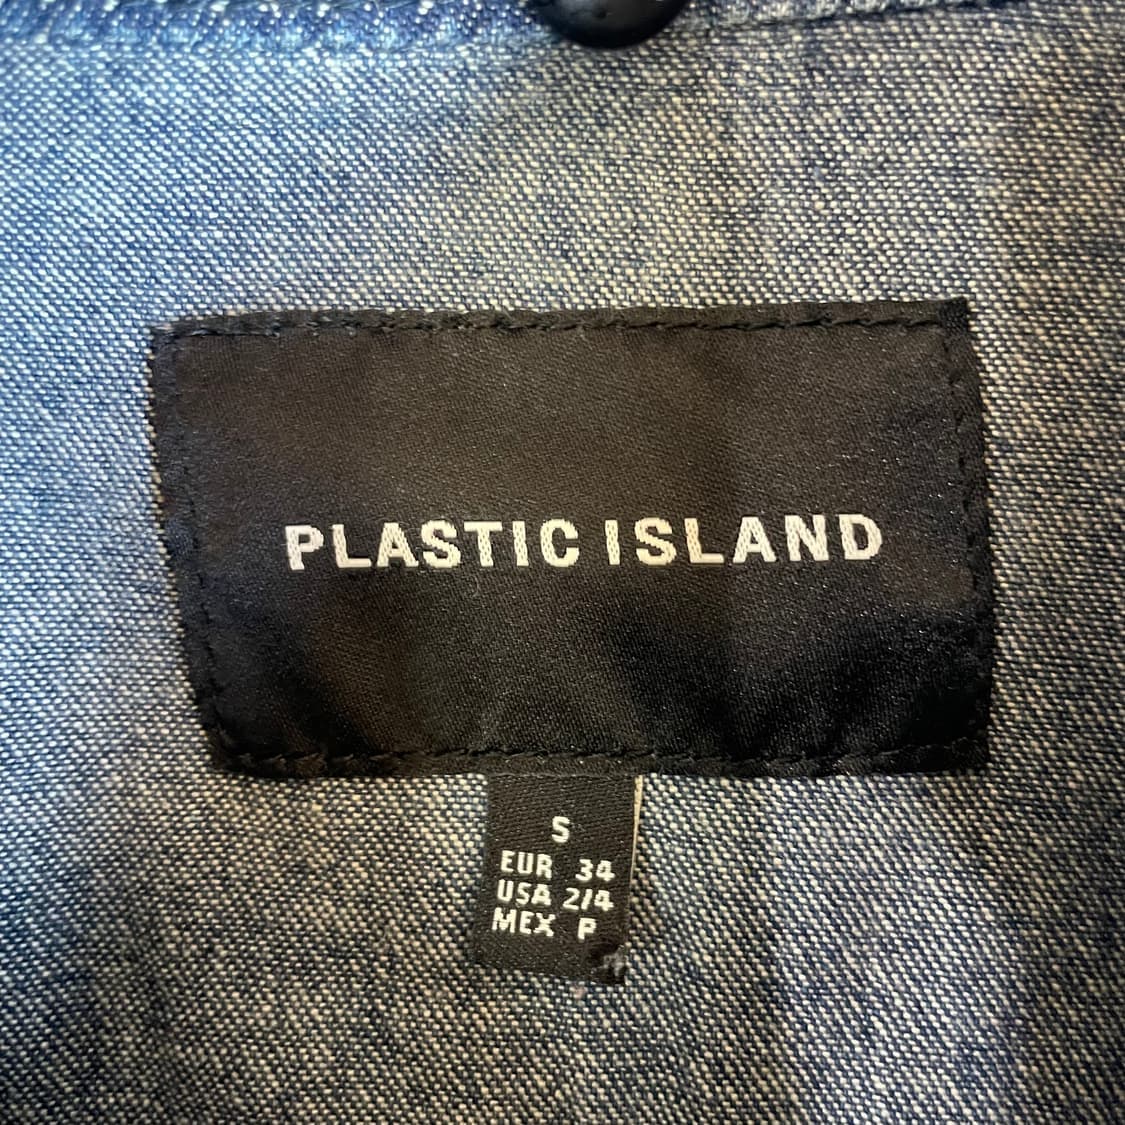 PLASTIC ISLAND
S
EUR 34
USA 2/4
MEX P